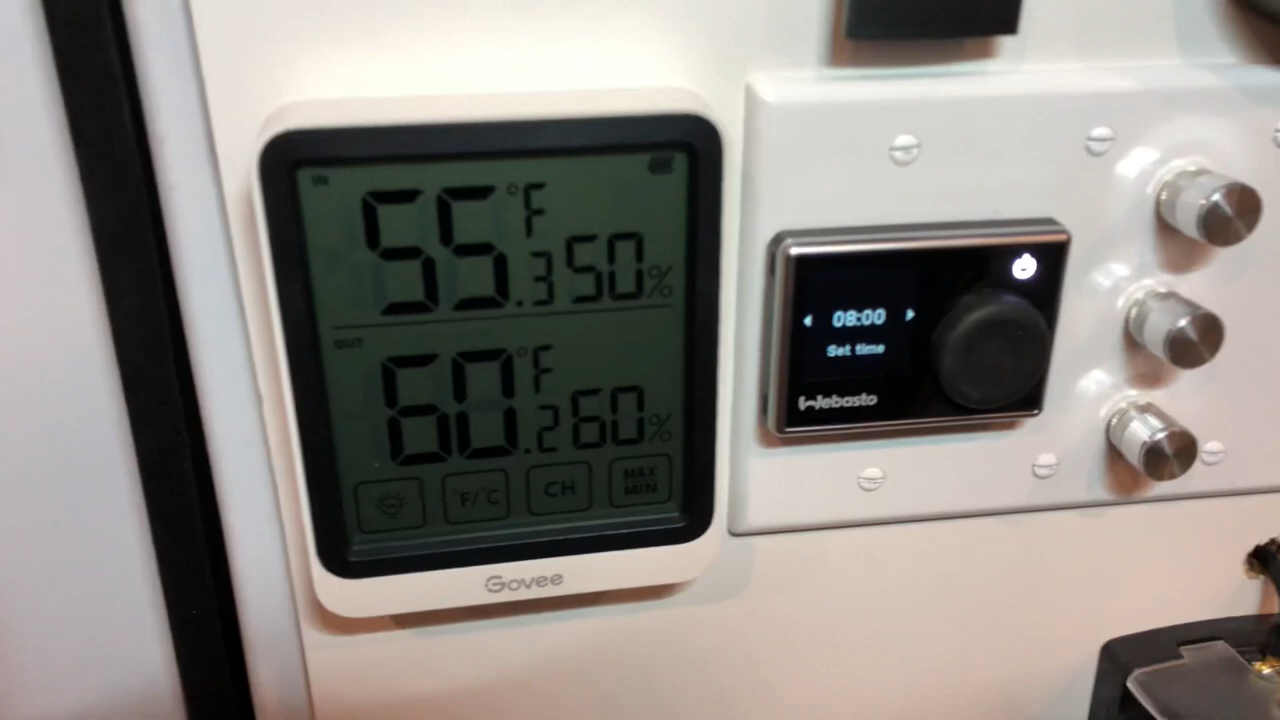 IN
55.3 °F 50%
OUT
60.2 °F 60%
°F/°C CH MAX MIN
Govee
08:00
Set time
Webasto